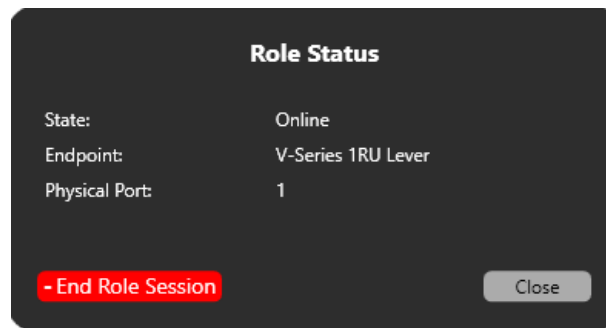 Role Status
State: Online
Endpoint: V-Series 1RU Lever
Physical Port: 1
- End Role Session Close